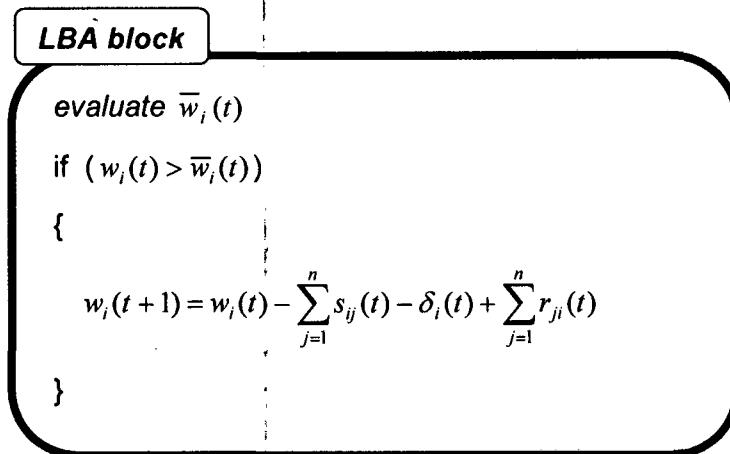 LBA block
evaluate w̅ᵢ(t)
if (wᵢ(t) > w̅ᵢ(t))
{
wᵢ(t+1) = wᵢ(t) − ∑ⁿⱼ₌₁ sᵢⱼ(t) − δᵢ(t) + ∑ⁿⱼ₌₁ rⱼᵢ(t)
}